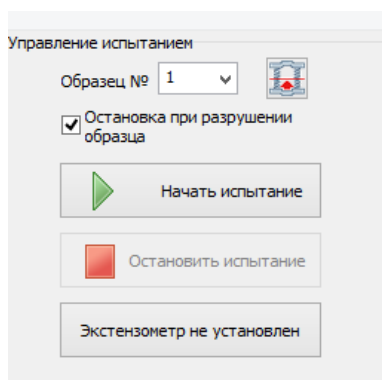 Управление испытанием
Образец № 1
Остановка при разрушении
образца
Начать испытание
Остановить испытание
Экстензометр не установлен